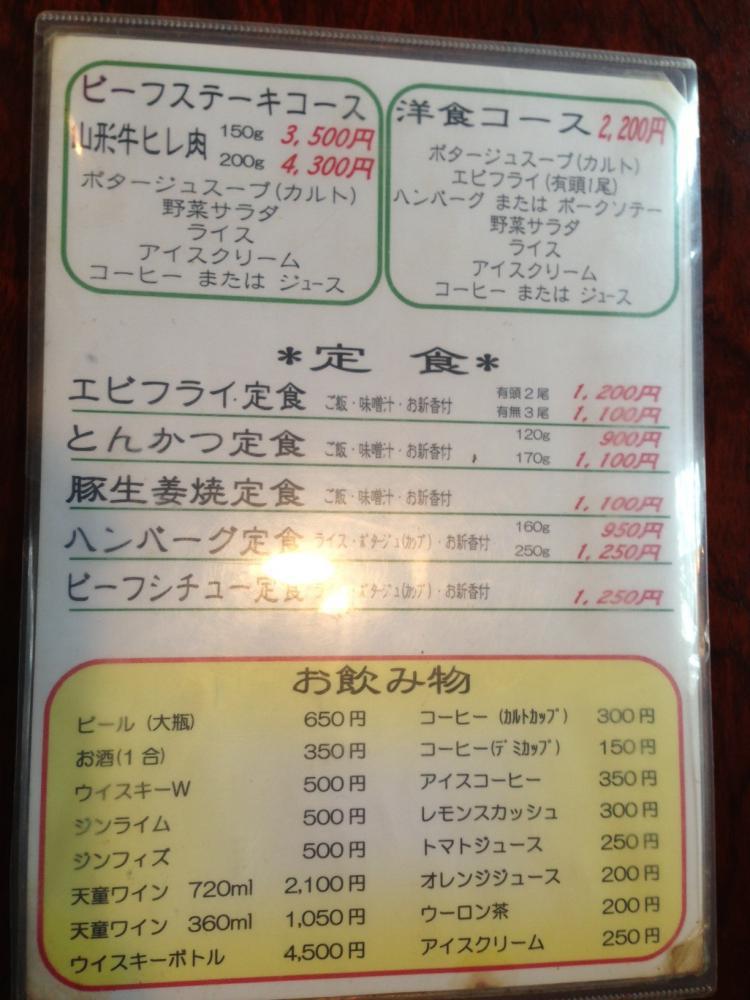 ビーフステーキコース
山形牛ヒレ肉 150g 3,500円
200g 4,300円
ポタージュスープ(カルト)
野菜サラダ
ライス
アイスクリーム
コーヒー または ジュース
洋食コース 2,200円
ポタージュスープ(カルト)
エビフライ(有頭1尾)
ハンバーグ または ポークソテー
野菜サラダ
ライス
アイスクリーム
コーヒー または ジュース
*定 食*
エビフライ定食 ご飯・味噌汁・お新香付 有頭2尾 1,200円
有無3尾 1,100円
とんかつ定食 ご飯・味噌汁・お新香付 120g 900円
170g 1,100円
豚生姜焼定食 ご飯・味噌汁・お新香付 1,100円
ハンバーグ定食 ライス・ポタージュ(カップ)・お新香付 160g 950円
250g 1,250円
ビーフシチュー定食 ライス・ポタージュ(カップ)・お新香付 1,250円
お飲み物
ビール (大瓶) 650円
お酒(1合) 350円
ウイスキーW 500円
ジンライム 500円
ジンフィズ 500円
天童ワイン 720ml 2,100円
天童ワイン 360ml 1,050円
ウイスキーボトル 4,500円
コーヒー (カルトカップ) 300円
コーヒー(デミカップ) 150円
アイスコーヒー 350円
レモンスカッシュ 300円
トマトジュース 250円
オレンジジュース 200円
ウーロン茶 200円
アイスクリーム 250円